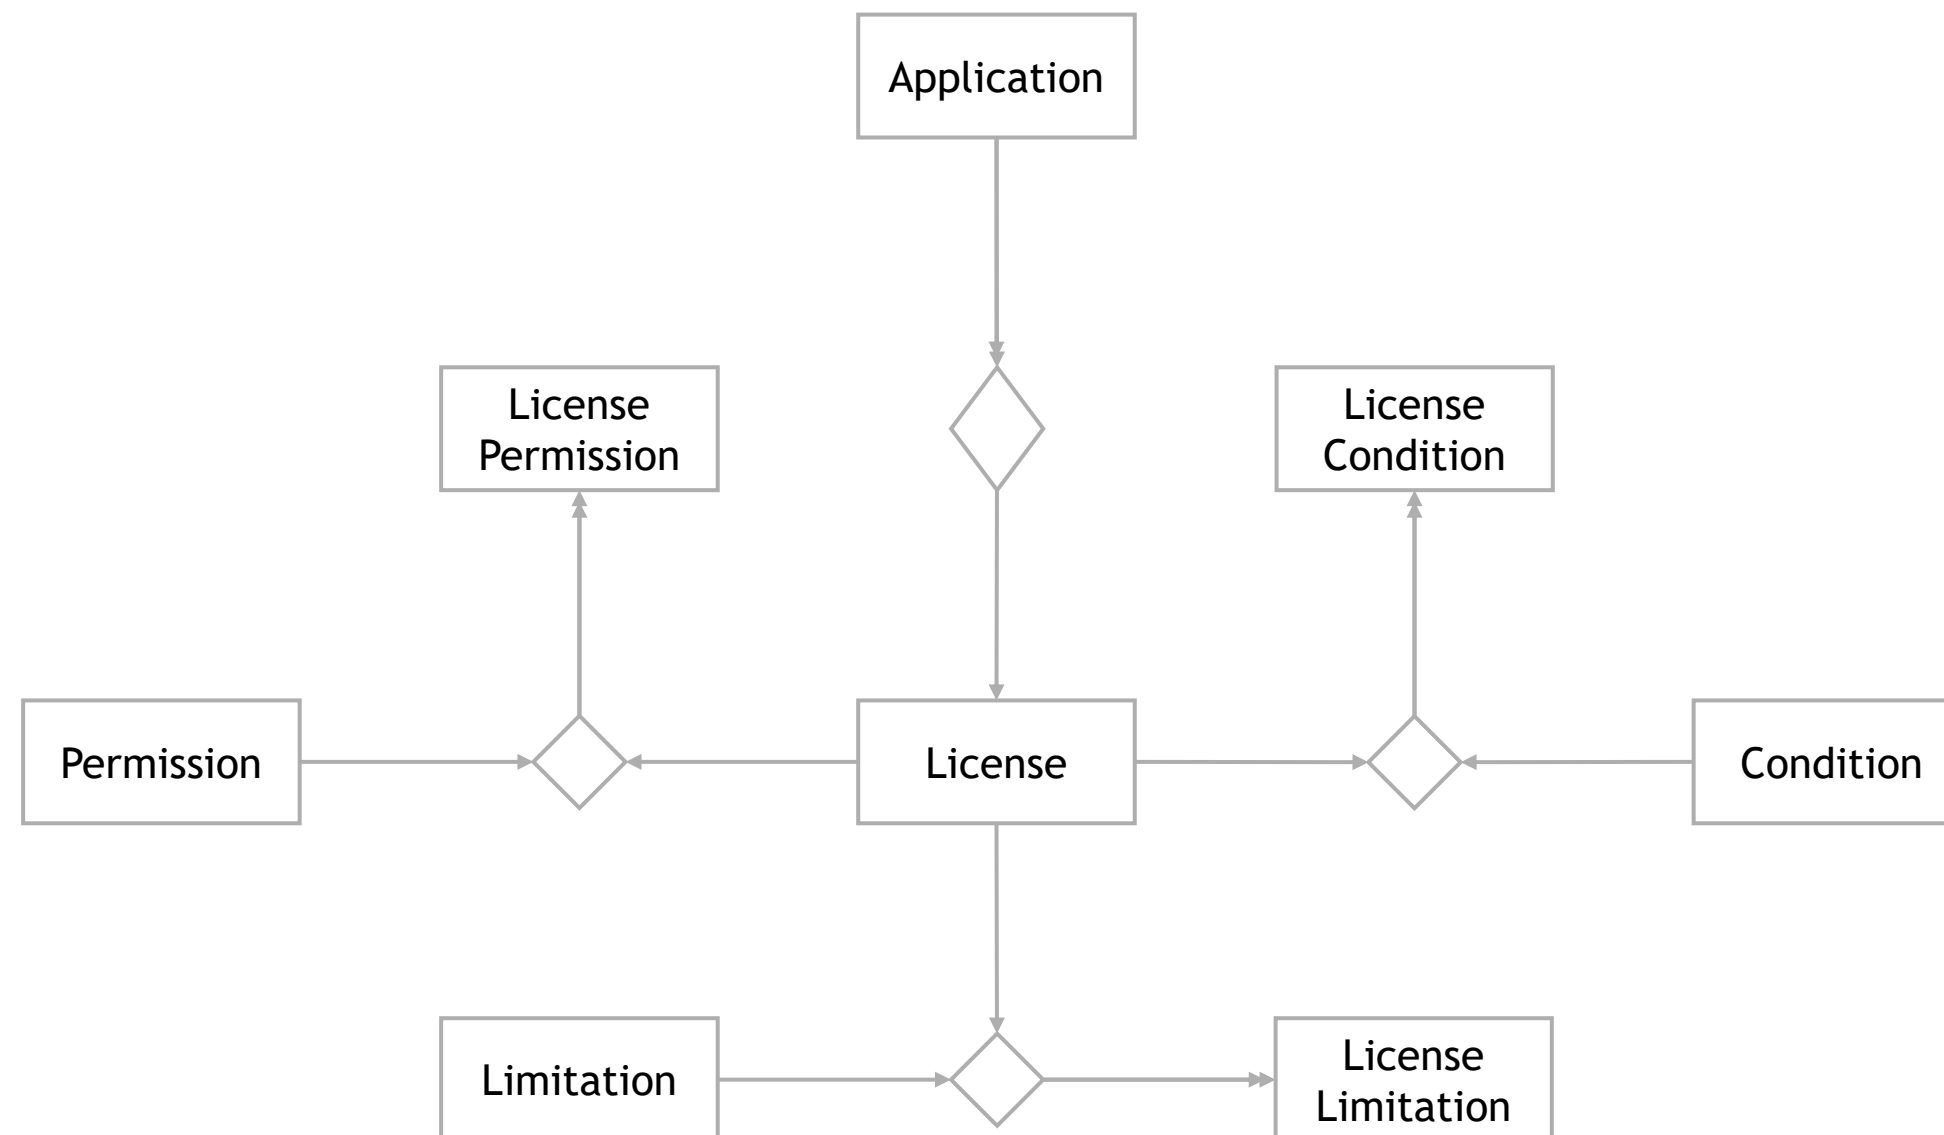 Application
License
Permission
License
Condition
Permission
License
Condition
Limitation
License
Limitation